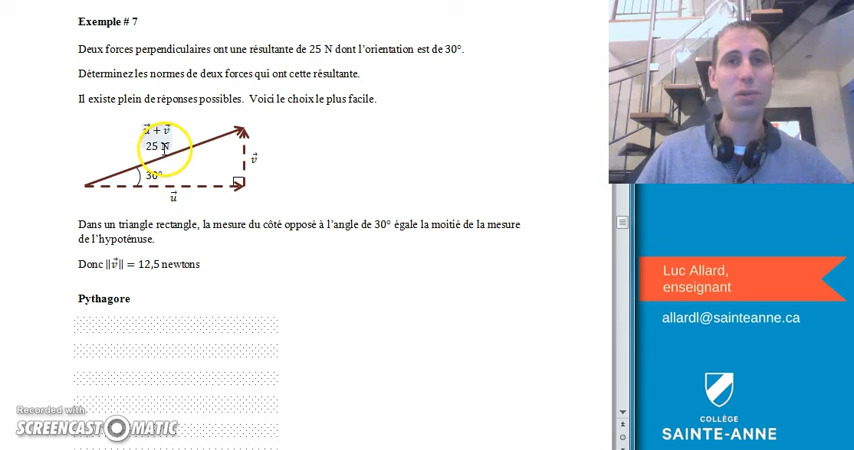 Exemple # 7
Deux forces perpendiculaires ont une résultante de 25 N dont l'orientation est de 30°.
Déterminez les normes de deux forces qui ont cette résultante.
Il existe plein de réponses possibles. Voici le choix le plus facile.
u⃗ + v⃗
25 N
v⃗
30°
u⃗
Dans un triangle rectangle, la mesure du côté opposé à l'angle de 30° égale la moitié de la mesure
de l'hypoténuse.
Donc ‖v⃗‖ = 12,5 newtons
Pythagore
Luc Allard,
enseignant
allardl@sainteanne.ca
COLLÈGE
SAINTE-ANNE
Recorded with
SCREENCAST MATIC